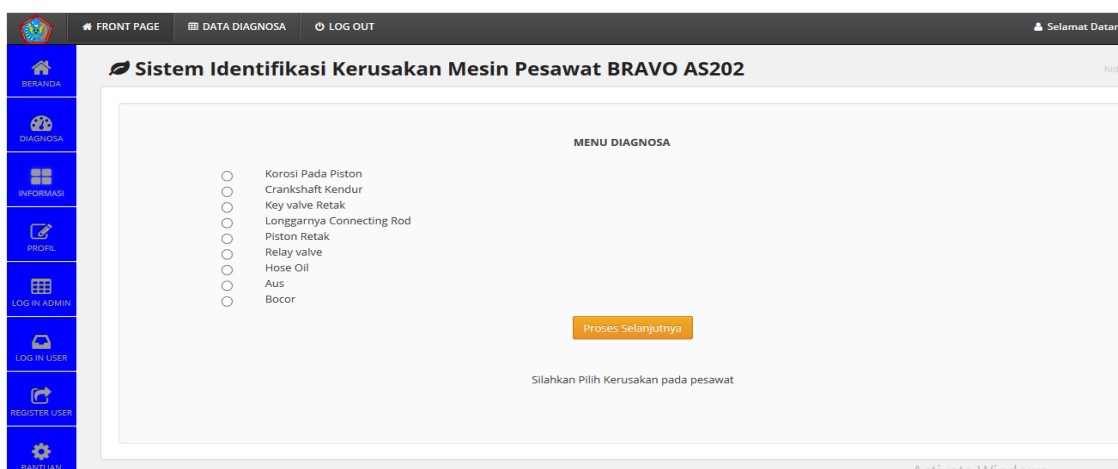 FRONT PAGE DATA DIAGNOSA LOG OUT Selamat Datar
Sistem Identifikasi Kerusakan Mesin Pesawat BRAVO AS202
hid
BERANDA
DIAGNOSA
INFORMASI
PROFIL
LOG IN ADMIN
LOG IN USER
REGISTER USER
BANTUAN
MENU DIAGNOSA
Korosi Pada Piston
Crankshaft Kendur
Key valve Retak
Longgarnya Connecting Rod
Piston Retak
Relay valve
Hose Oil
Aus
Bocor
Proses Selanjutnya
Silahkan Pilih Kerusakan pada pesawat